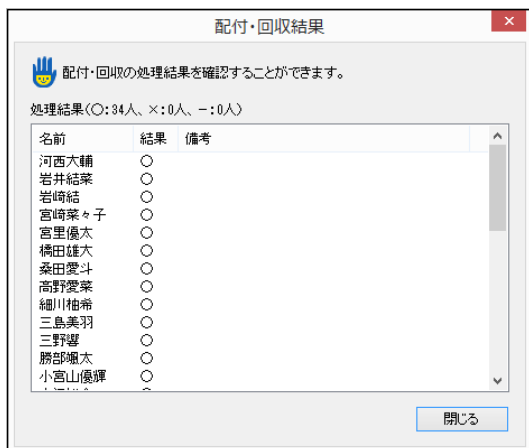 配付・回収結果
配付・回収の処理結果を確認することができます。
処理結果(○:34人、×:0人、－:0人)
名前 結果 備考
河西大輔 ○
岩井結菜 ○
岩崎結 ○
宮崎菜々子 ○
宮里優太 ○
橋田雄大 ○
桑田愛斗 ○
高野愛菜 ○
細川柚希 ○
三島美羽 ○
三野響 ○
勝部颯太 ○
小宮山優輝 ○
閉じる